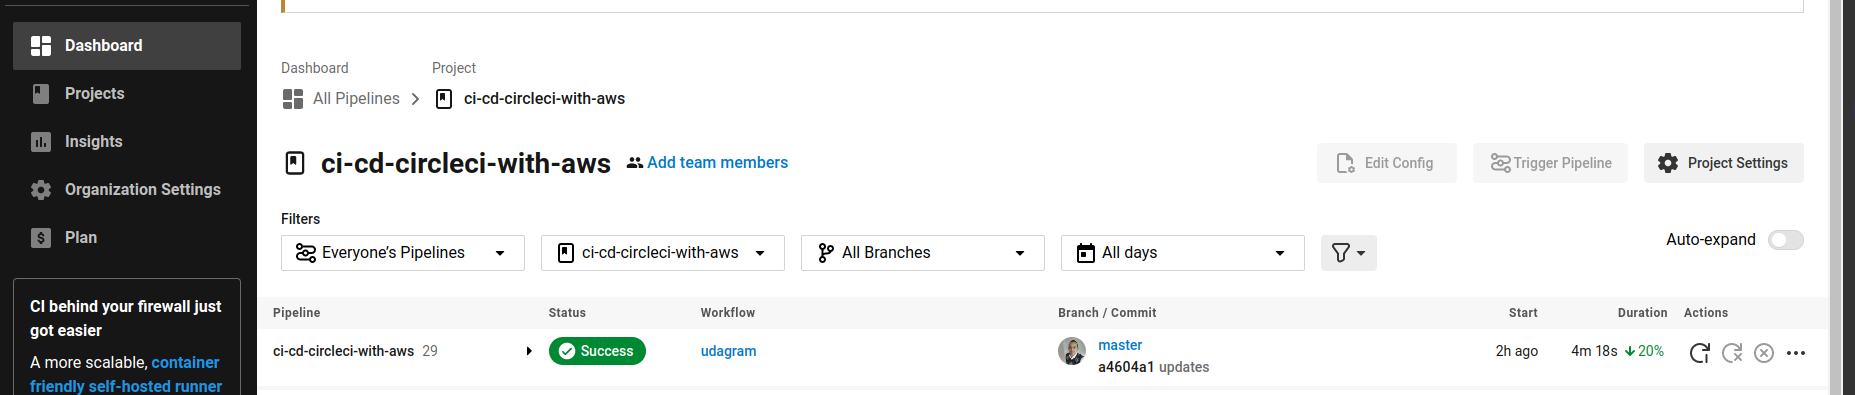 Dashboard
Projects
Insights
Organization Settings
Plan
CI behind your firewall just
got easier
A more scalable, container
friendly self-hosted runner
Dashboard Project
All Pipelines ci-cd-circleci-with-aws
ci-cd-circleci-with-aws Add team members Edit Config Trigger Pipeline Project Settings
Filters
Everyone's Pipelines ci-cd-circleci-with-aws All Branches All days Auto-expand
Pipeline Status Workflow Branch / Commit Start Duration Actions
ci-cd-circleci-with-aws 29 Success udagram master 2h ago 4m 18s 20%
a4604a1 updates